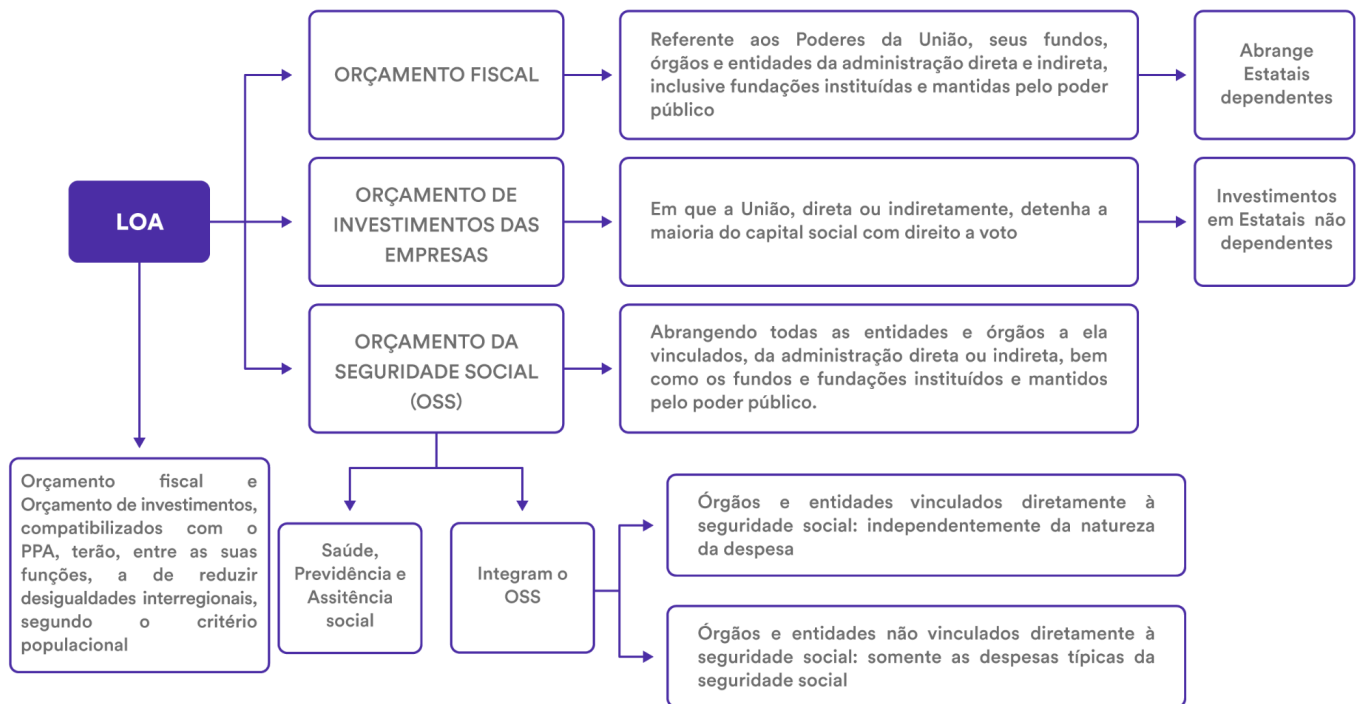 ORÇAMENTO FISCAL
Referente aos Poderes da União, seus fundos,
órgãos e entidades da administração direta e indireta,
inclusive fundações instituídas e mantidas pelo poder
público
Abrange
Estatais
dependentes
LOA
ORÇAMENTO DE
INVESTIMENTOS DAS
EMPRESAS
Em que a União, direta ou indiretamente, detenha a
maioria do capital social com direito a voto
Investimentos
em Estatais não
dependentes
ORÇAMENTO DA
SEGURIDADE SOCIAL
(OSS)
Abrangendo todas as entidades e órgãos a ela
vinculados, da administração direta ou indireta, bem
como os fundos e fundações instituídos e mantidos
pelo poder público.
Orçamento fiscal e
Orçamento de investimentos,
compatibilizados com o
PPA, terão, entre as suas
funções, a de reduzir
desigualdades interregionais,
segundo o critério
populacional
Saúde,
Previdência e
Assitência
social
Integram o
OSS
Órgãos e entidades vinculados diretamente à
seguridade social: independentemente da natureza
da despesa
Órgãos e entidades não vinculados diretamente à
seguridade social: somente as despesas típicas da
seguridade social